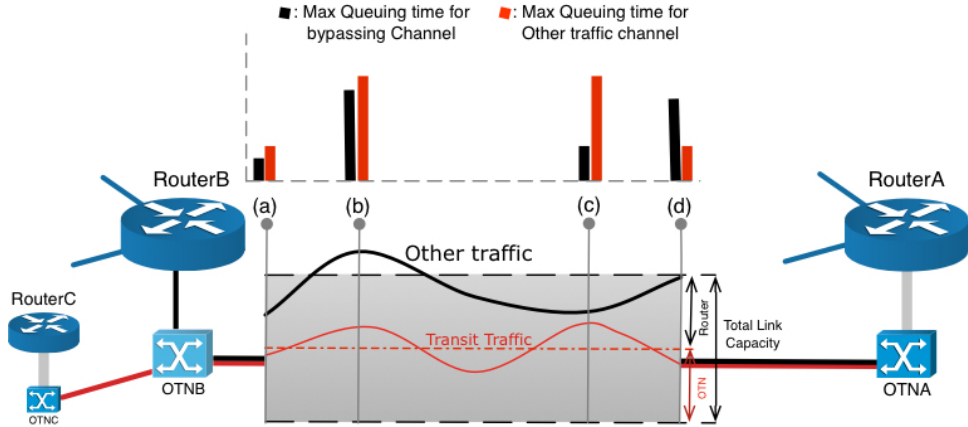 : Max Queuing time for
bypassing Channel
: Max Queuing time for
Other traffic channel
RouterB
RouterA
(a)
(b)
(c)
(d)
Other traffic
RouterC
Router
Total Link
Capacity
Transit Traffic
OTN
OTNB
OTNA
OTNC